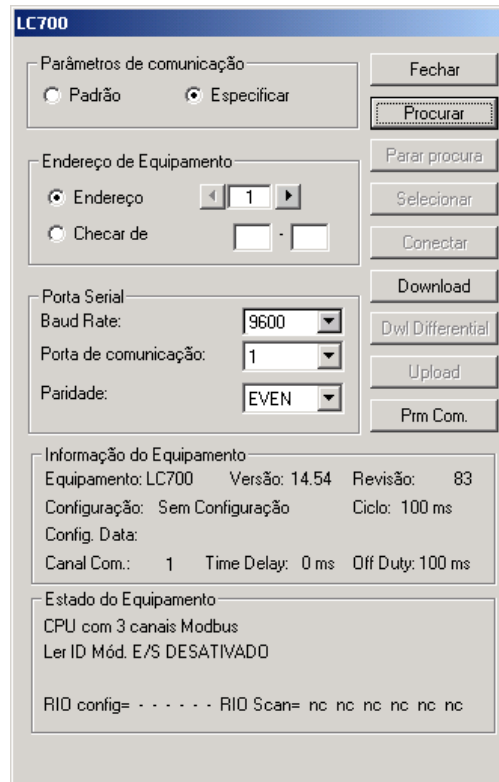 LC700
Parâmetros de comunicação
Padrão Especificar
Fechar
Procurar
Parar procura
Selecionar
Conectar
Download
Dwl Differential
Upload
Prm Com.
Endereço de Equipamento
Endereço 1
Checar de -
Porta Serial
Baud Rate: 9600
Porta de comunicação: 1
Paridade: EVEN
Informação do Equipamento
Equipamento: LC700 Versão: 14.54 Revisão: 83
Configuração: Sem Configuração Ciclo: 100 ms
Config. Data:
Canal Com.: 1 Time Delay: 0 ms Off Duty: 100 ms
Estado do Equipamento
CPU com 3 canais Modbus
Ler ID Mód. E/S DESATIVADO
RIO config= - - - - - - RIO Scan= nc nc nc nc nc nc